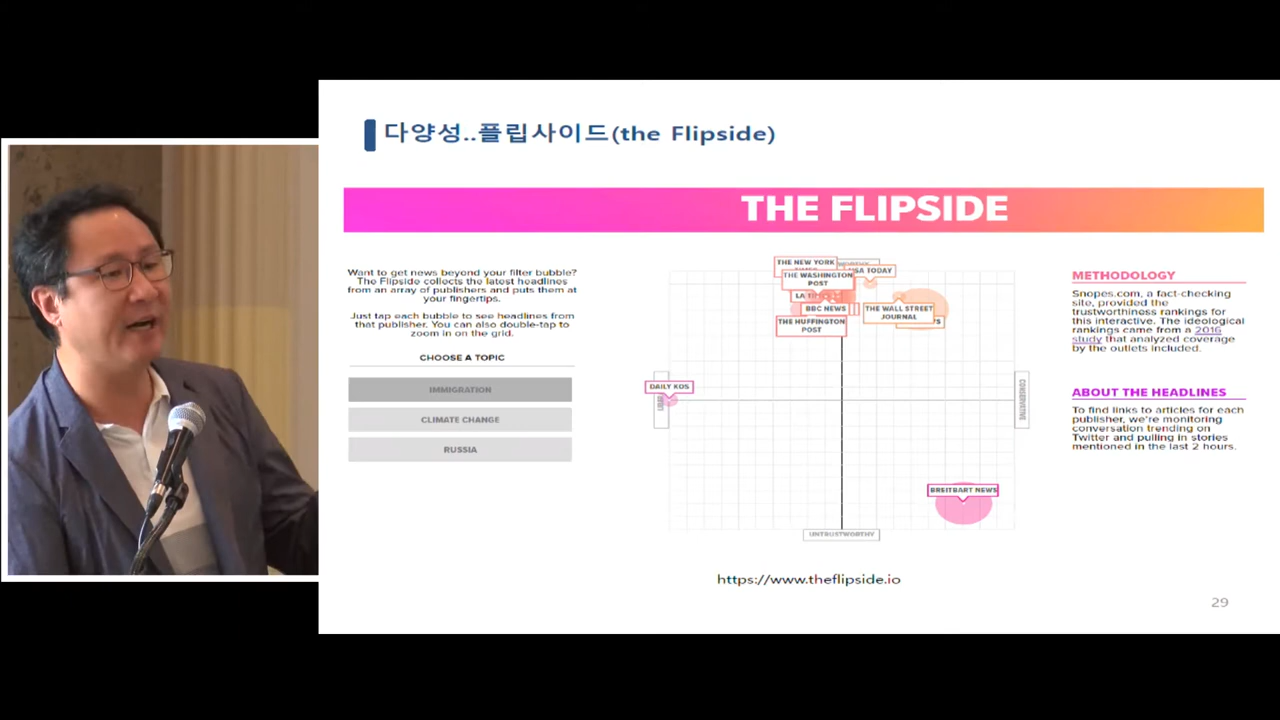 다양성..플립사이드(the Flipside)
THE FLIPSIDE
Want to get news beyond your filter bubble?
The Flipside collects the latest headlines
from an array of publishers and puts them at
your fingertips.
Just tap each bubble to see headlines from
that publisher. You can also double-tap to
zoom in on the grid.
CHOOSE A TOPIC
IMMIGRATION
CLIMATE CHANGE
RUSSIA
THE NEW YORK
TIMES
USA TODAY
THE WASHINGTON
POST
BBC NEWS
THE WALL STREET
JOURNAL
THE HUFFINGTON
POST
DAILY KOS
CONSERVATIVE
BREITBART NEWS
UNTRUSTWORTHY
METHODOLOGY
Snopes.com, a fact-checking
site, provided the
trustworthiness rankings for
this interactive. The ideological
rankings came from a 2016
study that analyzed coverage
by the outlets included.
ABOUT THE HEADLINES
To find links to articles for each
publisher, we're monitoring
conversation trending on
Twitter and pulling in stories
mentioned in the last 2 hours.
https://www.theflipside.io
29